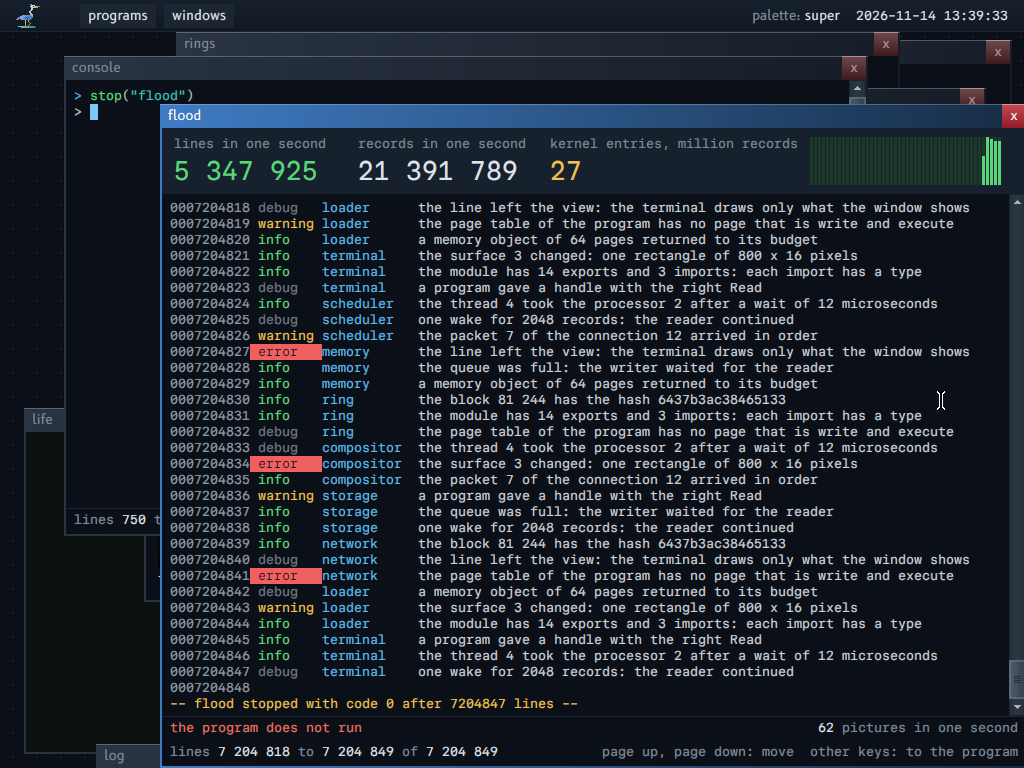 programs windows palette: super 2026-11-14 13:39:33
rings x
x
console x
x
> stop("flood")
>
flood x
lines in one second records in one second kernel entries, million records
5 347 925 21 391 789 27
0007204818 debug loader the line left the view: the terminal draws only what the window shows
0007204819 warning loader the page table of the program has no page that is write and execute
0007204820 info loader a memory object of 64 pages returned to its budget
0007204821 info terminal the surface 3 changed: one rectangle of 800 x 16 pixels
0007204822 info terminal the module has 14 exports and 3 imports: each import has a type
0007204823 debug terminal a program gave a handle with the right Read
0007204824 info scheduler the thread 4 took the processor 2 after a wait of 12 microseconds
0007204825 debug scheduler one wake for 2048 records: the reader continued
0007204826 warning scheduler the packet 7 of the connection 12 arrived in order
0007204827 error memory the line left the view: the terminal draws only what the window shows
0007204828 info memory the queue was full: the writer waited for the reader
0007204829 info memory a memory object of 64 pages returned to its budget
0007204830 info ring the block 81 244 has the hash 6437b3ac38465133
0007204831 info ring the module has 14 exports and 3 imports: each import has a type
0007204832 debug ring the page table of the program has no page that is write and execute
0007204833 debug compositor the thread 4 took the processor 2 after a wait of 12 microseconds
0007204834 error compositor the surface 3 changed: one rectangle of 800 x 16 pixels
0007204835 info compositor the packet 7 of the connection 12 arrived in order
0007204836 warning storage a program gave a handle with the right Read
0007204837 info storage the queue was full: the writer waited for the reader
0007204838 info storage one wake for 2048 records: the reader continued
0007204839 info network the block 81 244 has the hash 6437b3ac38465133
0007204840 debug network the line left the view: the terminal draws only what the window shows
0007204841 error network the page table of the program has no page that is write and execute
0007204842 debug loader a memory object of 64 pages returned to its budget
0007204843 warning loader the surface 3 changed: one rectangle of 800 x 16 pixels
0007204844 info loader the module has 14 exports and 3 imports: each import has a type
0007204845 info terminal a program gave a handle with the right Read
0007204846 info terminal the thread 4 took the processor 2 after a wait of 12 microseconds
0007204847 debug terminal one wake for 2048 records: the reader continued
0007204848
-- flood stopped with code 0 after 7204847 lines --
the program does not run 62 pictures in one second
lines 7 204 818 to 7 204 849 of 7 204 849 page up, page down: move other keys: to the program
life
lines 750 t
log